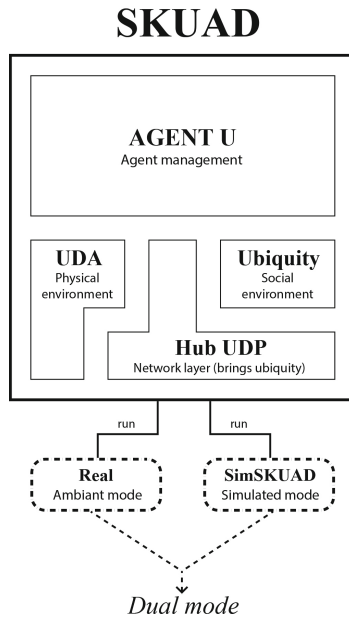 SKUAD
AGENT U
Agent management
UDA
Physical
environment
Ubiquity
Social
environment
Hub UDP
Network layer (brings ubiquity)
run
run
Real
Ambiant mode
SimSKUAD
Simulated mode
Dual mode